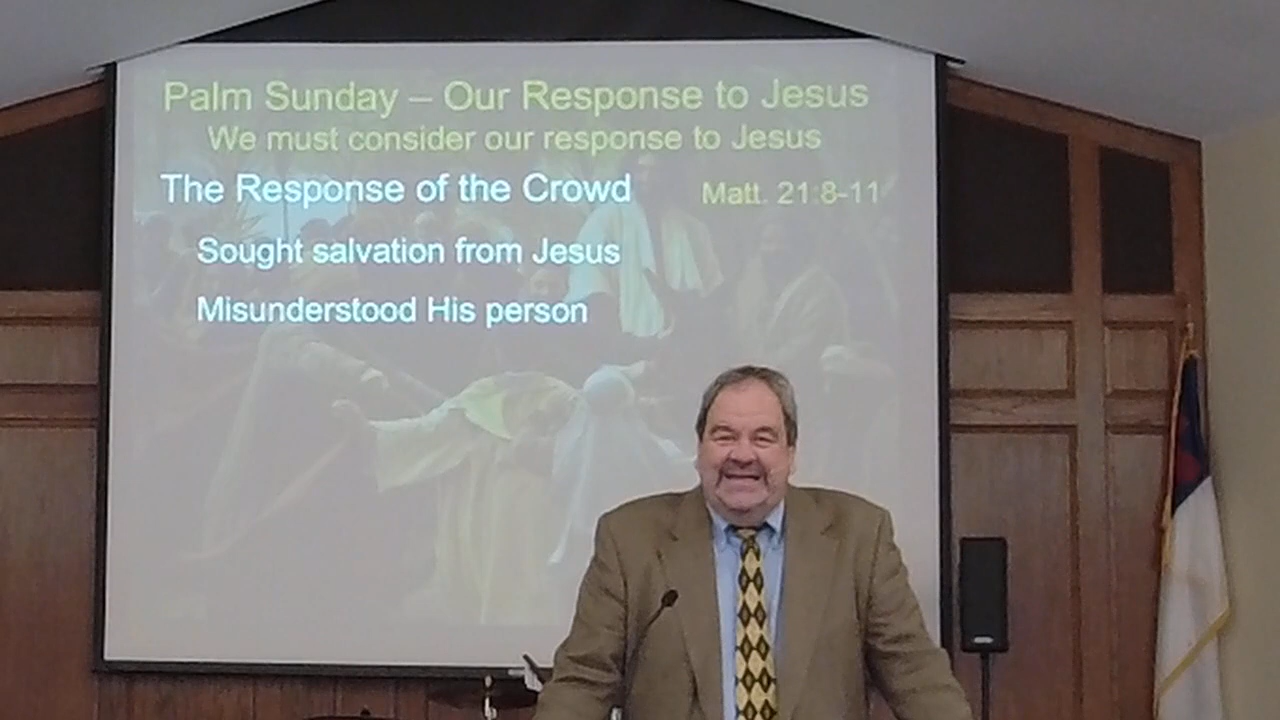 Palm Sunday – Our Response to Jesus
We must consider our response to Jesus
The Response of the Crowd Matt. 21:8-11
Sought salvation from Jesus
Misunderstood His person